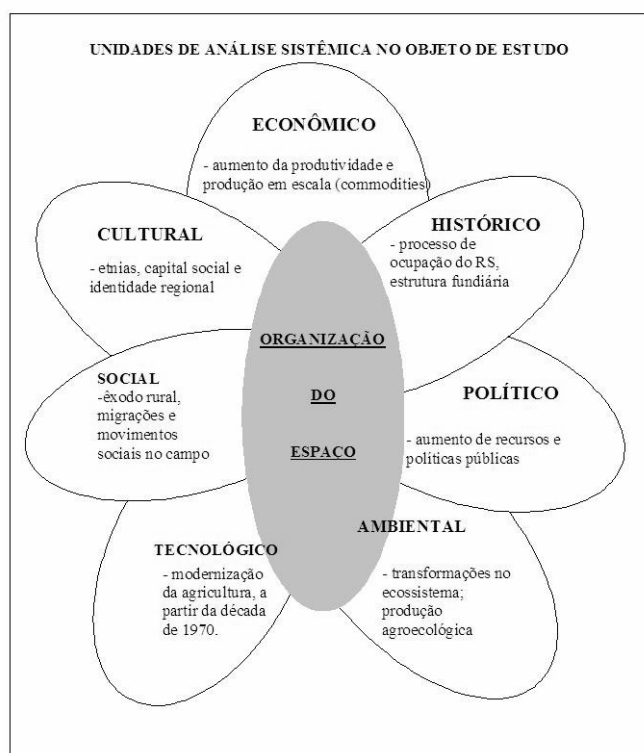 UNIDADES DE ANÁLISE SISTÊMICA NO OBJETO DE ESTUDO
ECONÔMICO
- aumento da produtividade e
produção em escala (commodities)
HISTÓRICO
- processo de
ocupação do RS,
estrutura fundiária
CULTURAL
- etnias, capital social e
identidade regional
ORGANIZAÇÃO
DO
ESPAÇO
SOCIAL
-êxodo rural,
migrações e
movimentos
sociais no campo
POLÍTICO
- aumento de recursos e
políticas públicas
TECNOLÓGICO
- modernização
da agricultura, a
partir da década
de 1970.
AMBIENTAL
- transformações no
ecossistema;
produção
agroecológica